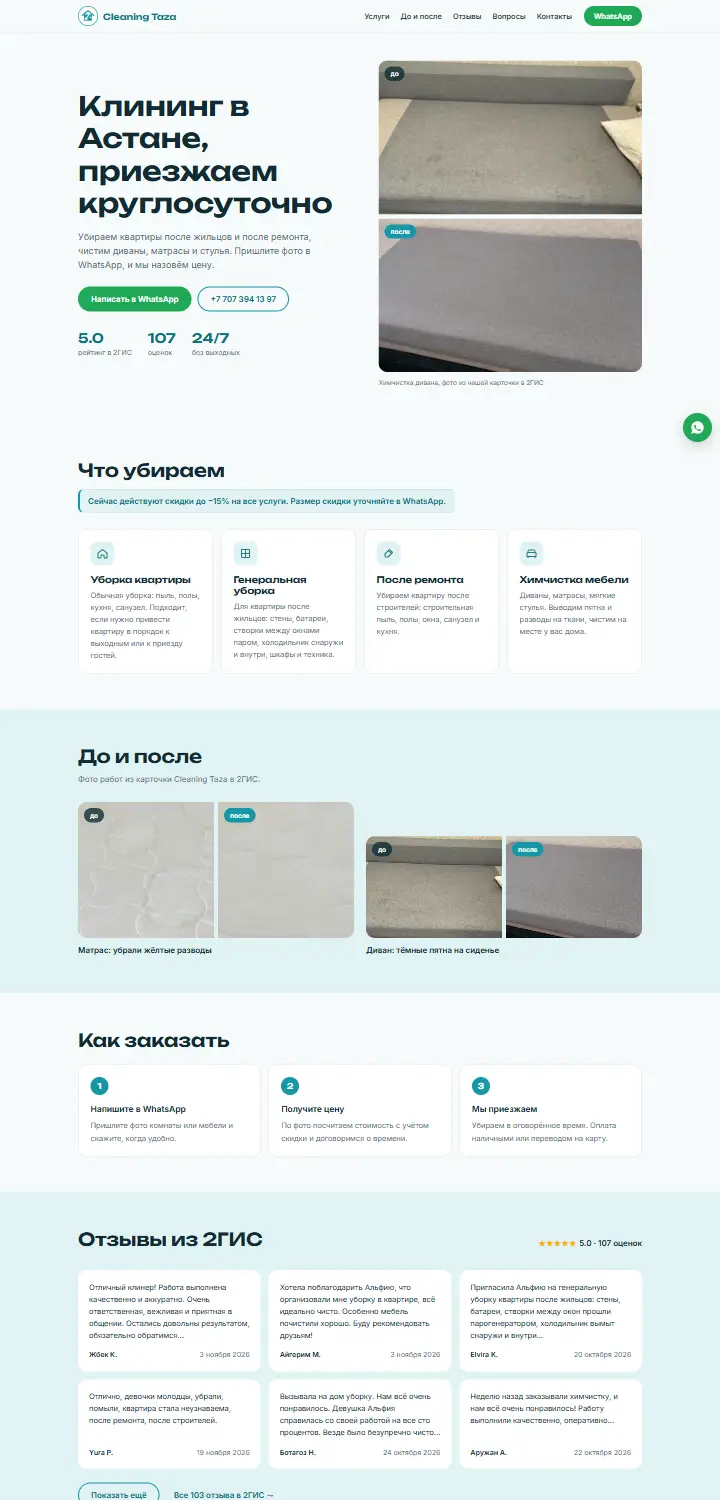 Cleaning Taza
Услуги До и после Отзывы Вопросы Контакты WhatsApp
Клининг в
Астане,
приезжаем
круглосуточно
Убираем квартиры после жильцов и после ремонта,
чистим диваны, матрасы и стулья. Пришлите фото в
WhatsApp, и мы назовём цену.
Написать в WhatsApp +7 707 394 13 97
5.0 107 24/7
рейтинг в 2ГИС оценок без выходных
до
после
Химчистка дивана, фото из нашей карточки в 2ГИС
Что убираем
Сейчас действуют скидки до −15% на все услуги. Размер скидки уточняйте в WhatsApp.
Уборка квартиры
Обычная уборка: пыль, полы,
кухня, санузел. Подходит,
если нужно привести
квартиру в порядок к
выходным или к приезду
гостей.
Генеральная
уборка
Для квартиры после
жильцов: стены, батареи,
створки между окнами
паром, холодильник снаружи
и внутри, шкафы и техника.
После ремонта
Убираем квартиру после
строителей: строительная
пыль, полы, окна, санузел и
кухня.
Химчистка мебели
Диваны, матрасы, мягкие
стулья. Выводим пятна и
разводы на ткани, чистим на
месте у вас дома.
До и после
Фото работ из карточки Cleaning Taza в 2ГИС.
до
после
до
после
Матрас: убрали жёлтые разводы
Диван: тёмные пятна на сиденье
Как заказать
1
Напишите в WhatsApp
Пришлите фото комнаты или мебели и
скажите, когда удобно.
2
Получите цену
По фото посчитаем стоимость с учётом
скидки и договоримся о времени.
3
Мы приезжаем
Убираем в оговорённое время. Оплата
наличными или переводом на карту.
Отзывы из 2ГИС
★★★★★ 5.0 · 107 оценок
Отличный клинер! Работа выполнена
качественно и аккуратно. Очень
ответственная, вежливая и приятная в
общении. Остались довольны результатом,
обязательно обратимся...
Жбек К. 3 ноября 2026
Хотела поблагодарить Альфию, что
организовали мне уборку в квартире, всё
идеально чисто. Особенно мебель
почистили хорошо. Буду рекомендовать
друзьям!
Айгерим М. 3 ноября 2026
Пригласила Альфию на генеральную
уборку квартиры после жильцов: стены,
батареи, створки между окон прошли
парогенератором, холодильник вымыт
снаружи и внутри...
Elvira K. 20 октября 2026
Отлично, девочки молодцы, убрали,
помыли, квартира стала неузнаваема,
после ремонта, после строителей.
Yura P. 19 ноября 2026
Вызывала на дом уборку. Нам всё очень
понравилось. Девушка Альфия
справилась со своей работой на все сто
процентов. Везде было безупречно чисто...
Ботагоз Н. 24 октября 2026
Неделю назад заказывали химчистку, и
нам всё очень понравилось! Работу
выполнили качественно, оперативно...
Аружан А. 22 октября 2026
Показать ещё Все 103 отзыва в 2ГИС →